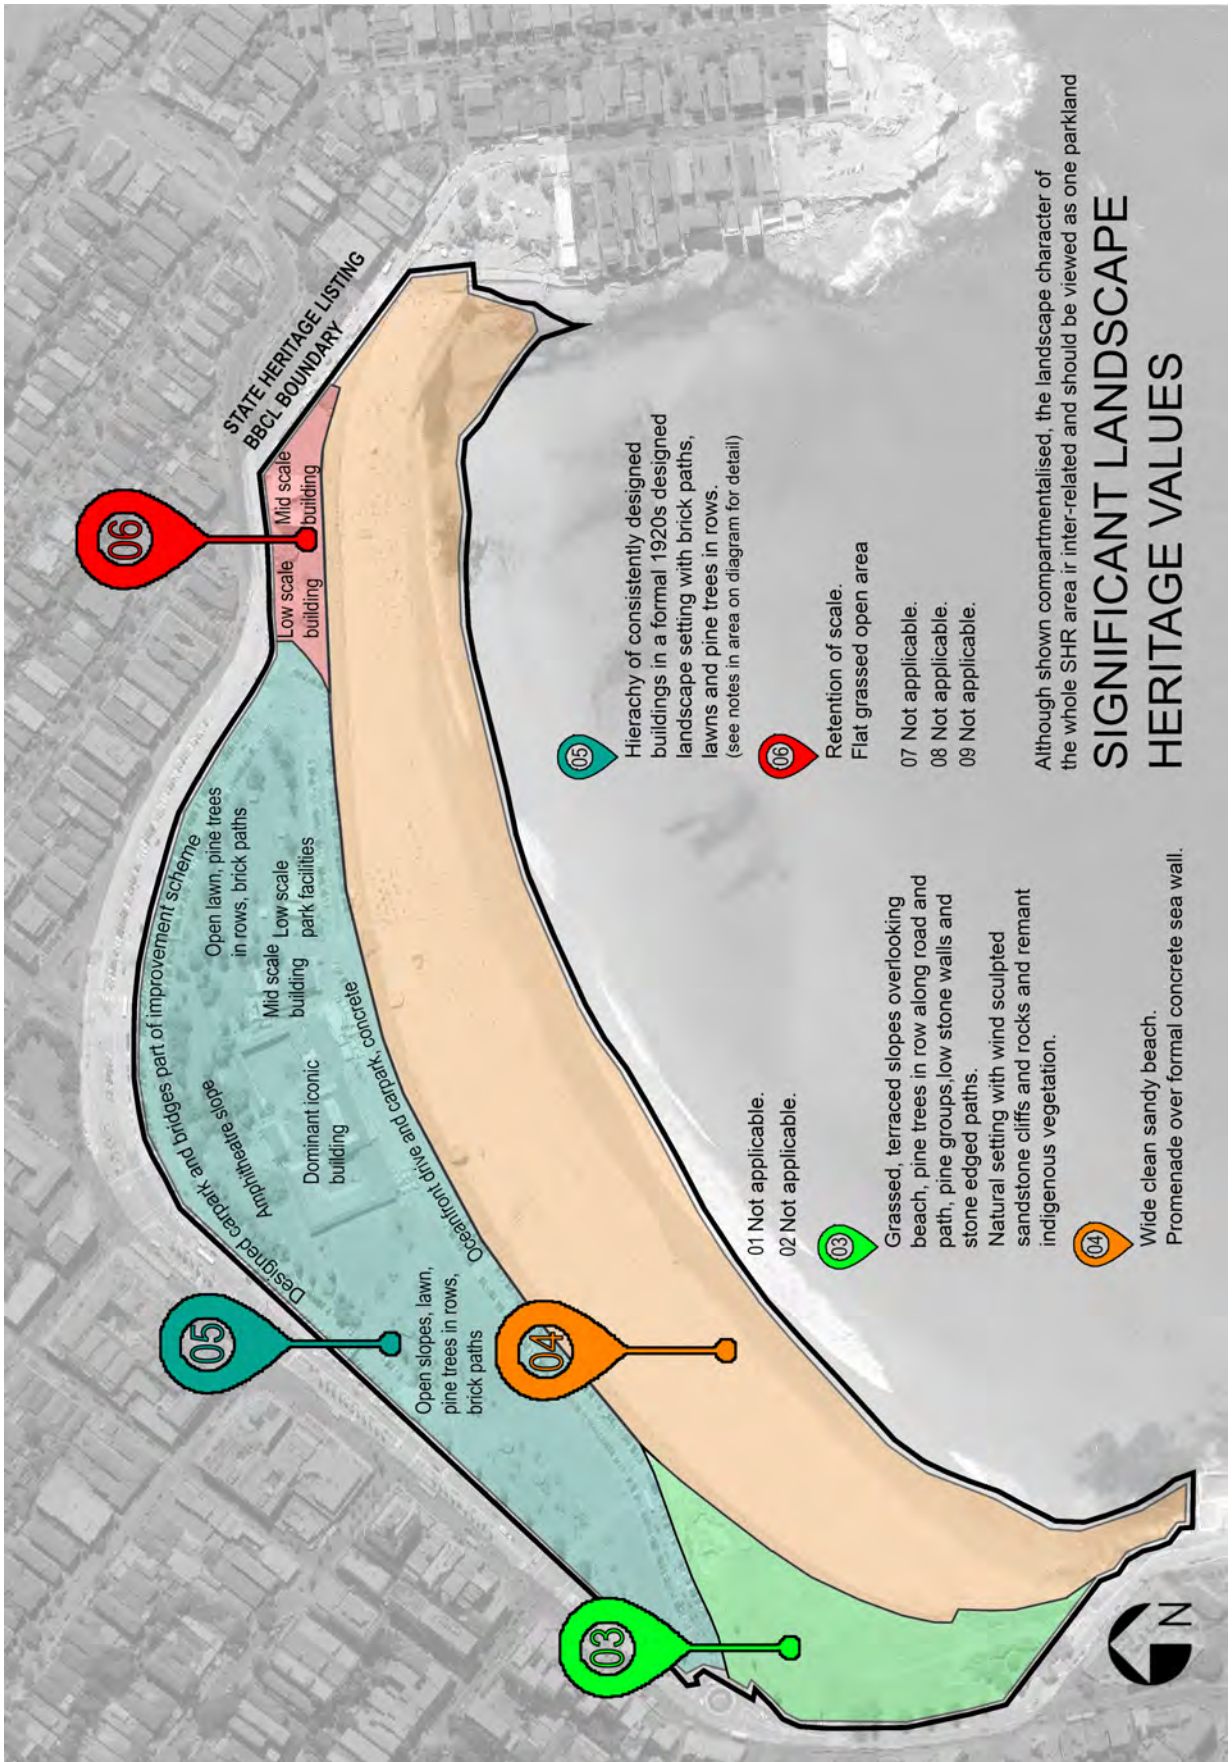 STATE HERITAGE LISTING
BBCL BOUNDARY
06
Low scale
building
Mid scale
building
05
Designed carpark and bridges part of improvement scheme
Amphitheatre slope
Open lawn, pine trees
in rows, brick paths
Mid scale
building
Low scale
park facilities
Dominant iconic
building
Oceanfront drive and carpark, concrete
Open slopes, lawn,
pine trees in rows,
brick paths
04
03
01 Not applicable.
02 Not applicable.
03
Grassed, terraced slopes overlooking
beach, pine trees in row along road and
path, pine groups,low stone walls and
stone edged paths.
Natural setting with wind sculpted
sandstone cliffs and rocks and remant
indigenous vegetation.
04
Wide clean sandy beach.
Promenade over formal concrete sea wall.
05
Hierachy of consistently designed
buildings in a formal 1920s designed
landscape setting with brick paths,
lawns and pine trees in rows.
(see notes in area on diagram for detail)
06
Retention of scale.
Flat grassed open area
07 Not applicable.
08 Not applicable.
09 Not applicable.
Although shown compartmentalised, the landscape character of
the whole SHR area ir inter-related and should be viewed as one parkland
SIGNIFICANT LANDSCAPE
HERITAGE VALUES
N